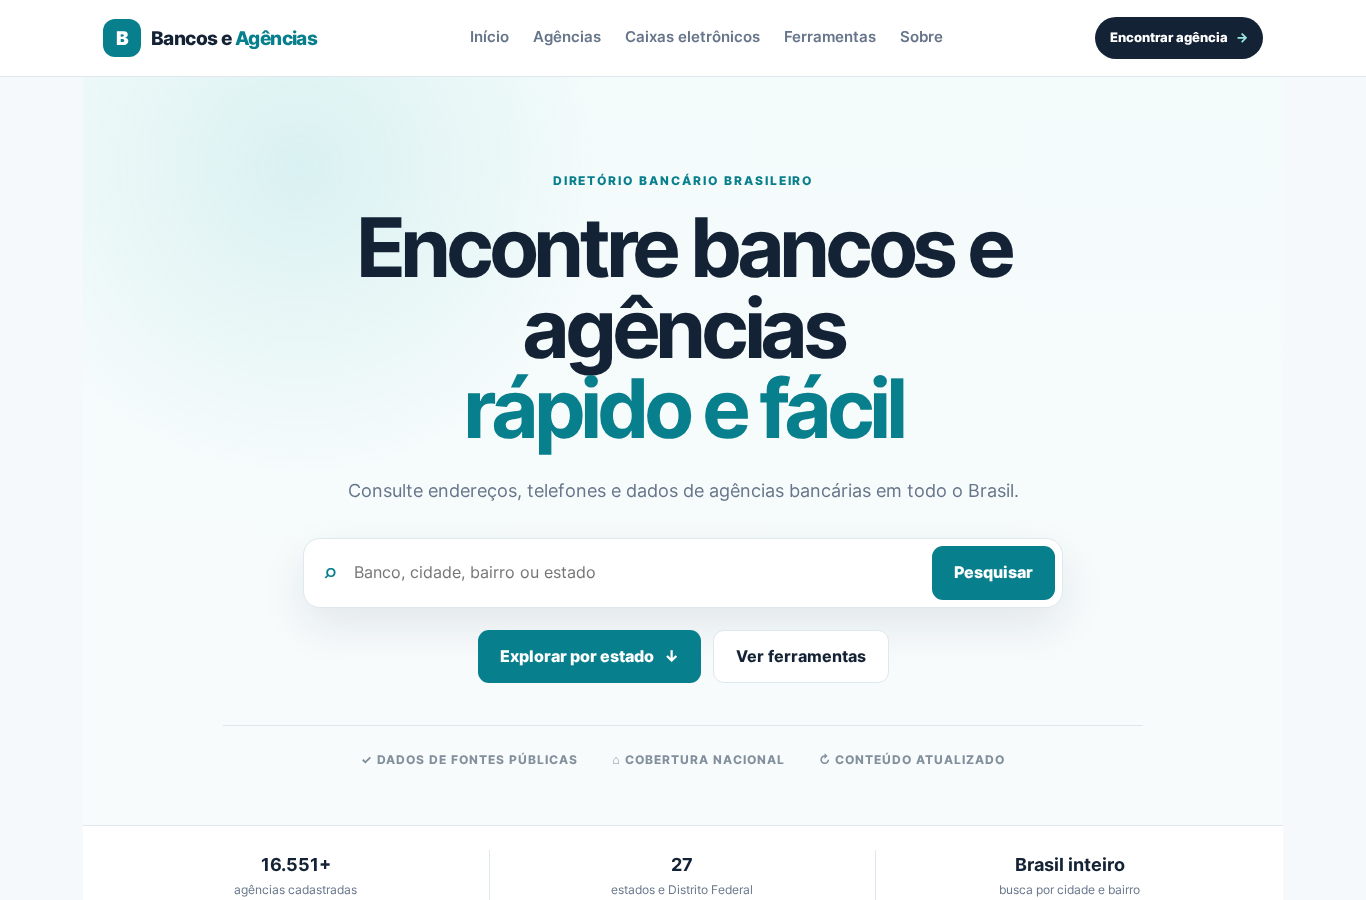 B Bancos e Agências
Início Agências Caixas eletrônicos Ferramentas Sobre
Encontrar agência →
DIRETÓRIO BANCÁRIO BRASILEIRO
Encontre bancos e
agências
rápido e fácil
Consulte endereços, telefones e dados de agências bancárias em todo o Brasil.
Banco, cidade, bairro ou estado
Pesquisar
Explorar por estado ↓
Ver ferramentas
✓ DADOS DE FONTES PÚBLICAS
⌂ COBERTURA NACIONAL
↻ CONTEÚDO ATUALIZADO
16.551+
agências cadastradas
27
estados e Distrito Federal
Brasil inteiro
busca por cidade e bairro